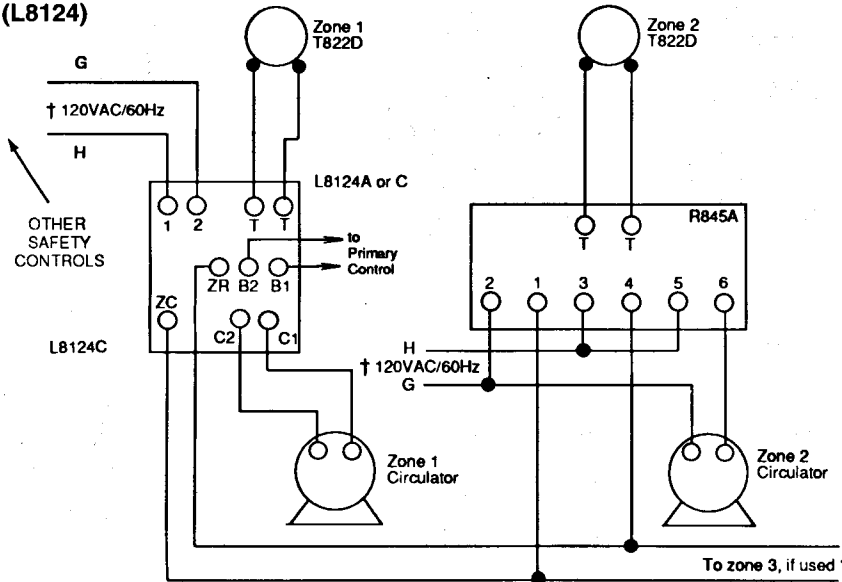 (L8124)
Zone 1
T822D
Zone 2
T822D
G
† 120VAC/60Hz
H
L8124A or C
OTHER
SAFETY
CONTROLS
1 2 T T
to
Primary
Control
ZR B2 B1
ZC
C2 C1
L8124C
R845A
T T
2 1 3 4 5 6
H
† 120VAC/60Hz
G
Zone 1
Circulator
Zone 2
Circulator
To zone 3, if used